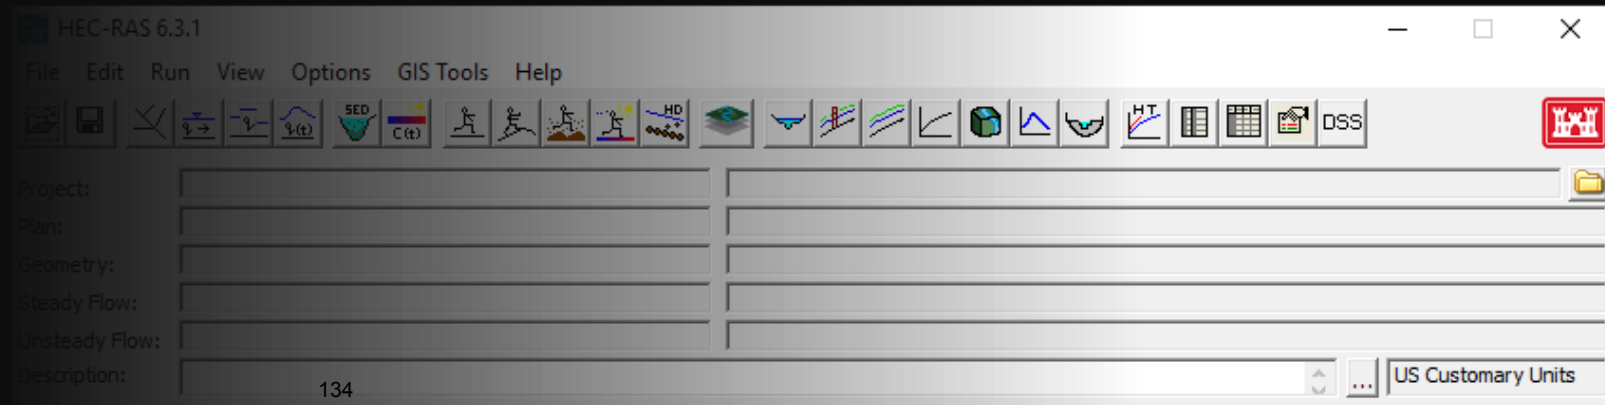 HEC-RAS 6.3.1
File Edit Run View Options GIS Tools Help
SED C(t) q(t) HD HT DSS
Project:
Plan:
Geometry:
Steady Flow:
Unsteady Flow:
Description: 134 ... US Customary Units